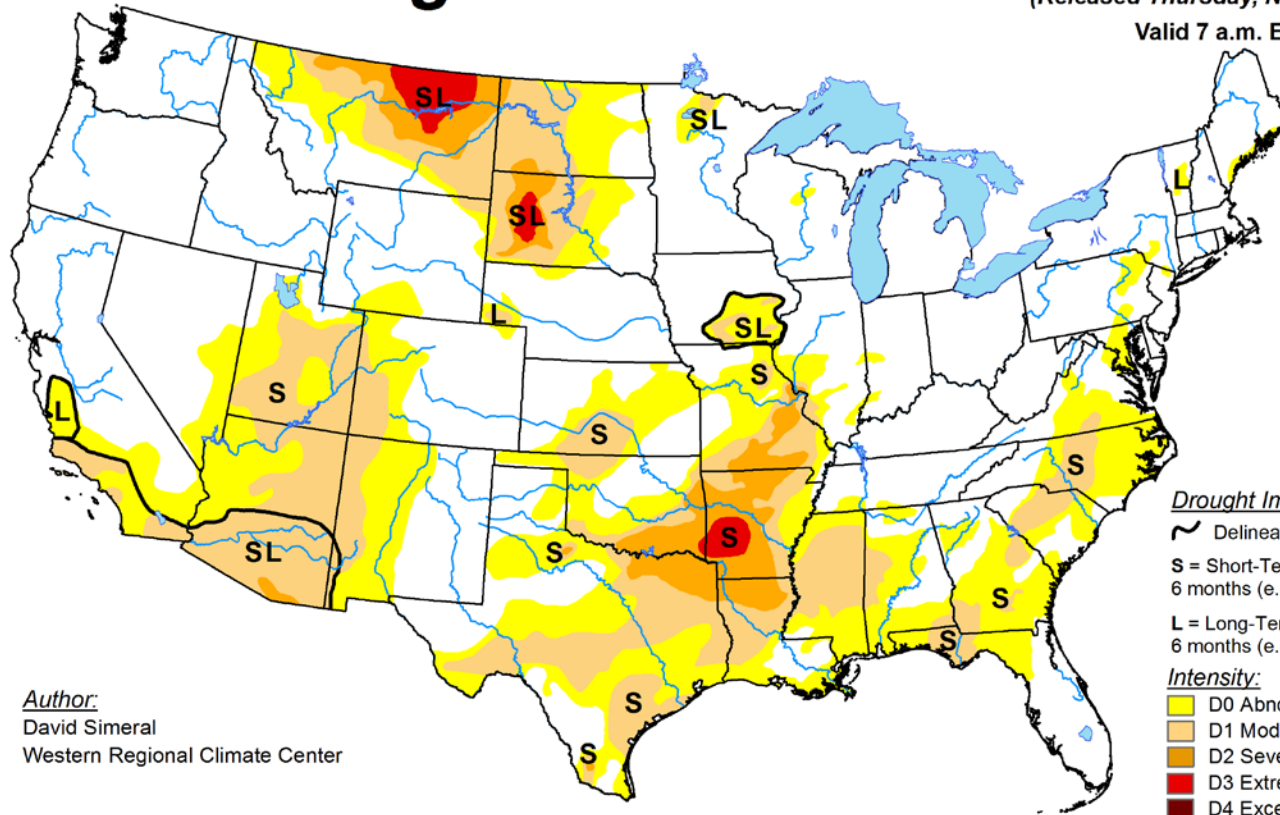 (Released Thursday, N
Valid 7 a.m. E
SL
SL
L
SL
L
SL
S
S
L
S
S
SL
S
S
S
S
S
S
Drought Im
Delinea
S = Short-Te
6 months (e.
L = Long-Ter
6 months (e.
Intensity:
D0 Abno
D1 Mod
D2 Seve
D3 Extre
D4 Exce
Author:
David Simeral
Western Regional Climate Center